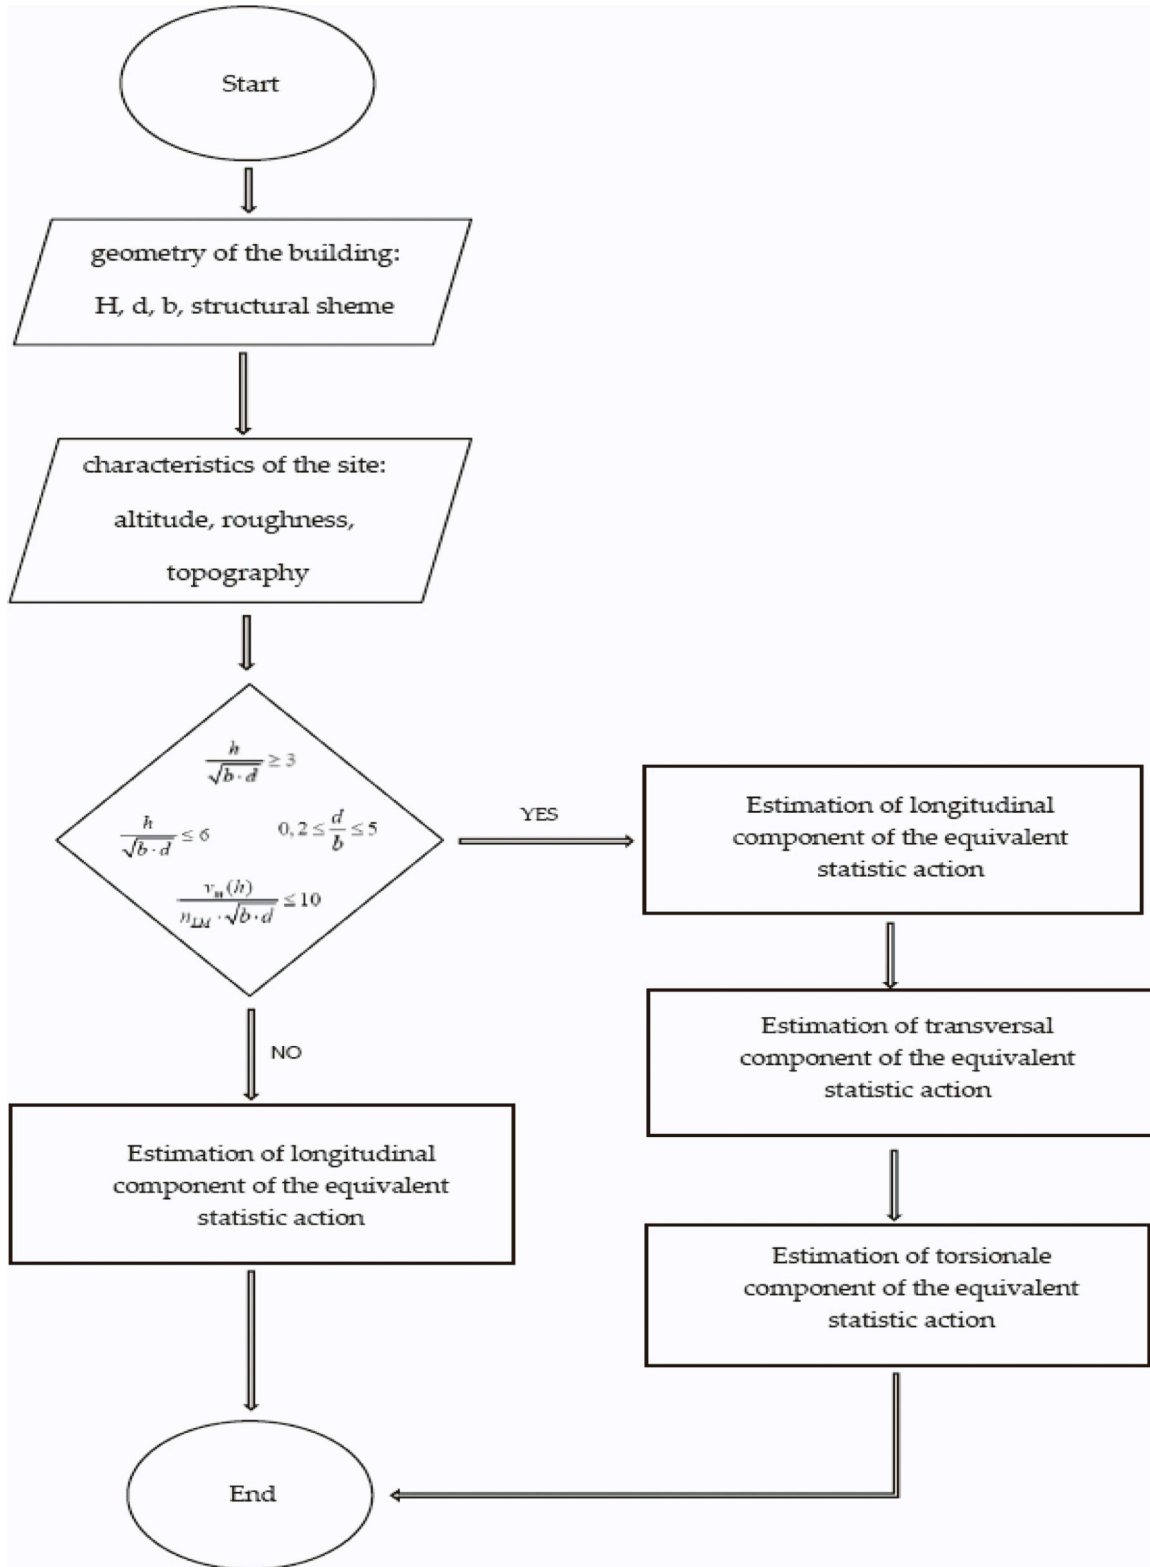 Start
geometry of the building:
H, d, b, structural sheme
characteristics of the site:
altitude, roughness,
topography
h / √(b · d) ≥ 3
h / √(b · d) ≤ 6
0,2 ≤ d / b ≤ 5
v_m(h) / (n_LM · √(b · d)) ≤ 10
YES
Estimation of longitudinal
component of the equivalent
statistic action
Estimation of transversal
component of the equivalent
statistic action
Estimation of torsionale
component of the equivalent
statistic action
NO
Estimation of longitudinal
component of the equivalent
statistic action
End